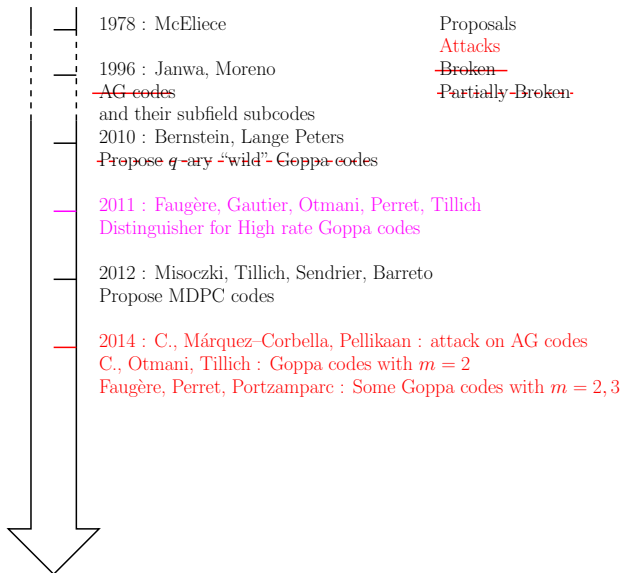 1978 : McEliece
Proposals
Attacks
1996 : Janwa, Moreno
Broken
AG codes
Partially Broken
and their subfield subcodes
2010 : Bernstein, Lange Peters
Propose q-ary “wild” Goppa codes
2011 : Faugère, Gautier, Otmani, Perret, Tillich
Distinguisher for High rate Goppa codes
2012 : Misoczki, Tillich, Sendrier, Barreto
Propose MDPC codes
2014 : C., Márquez–Corbella, Pellikaan : attack on AG codes
C., Otmani, Tillich : Goppa codes with m = 2
Faugère, Perret, Portzamparc : Some Goppa codes with m = 2, 3